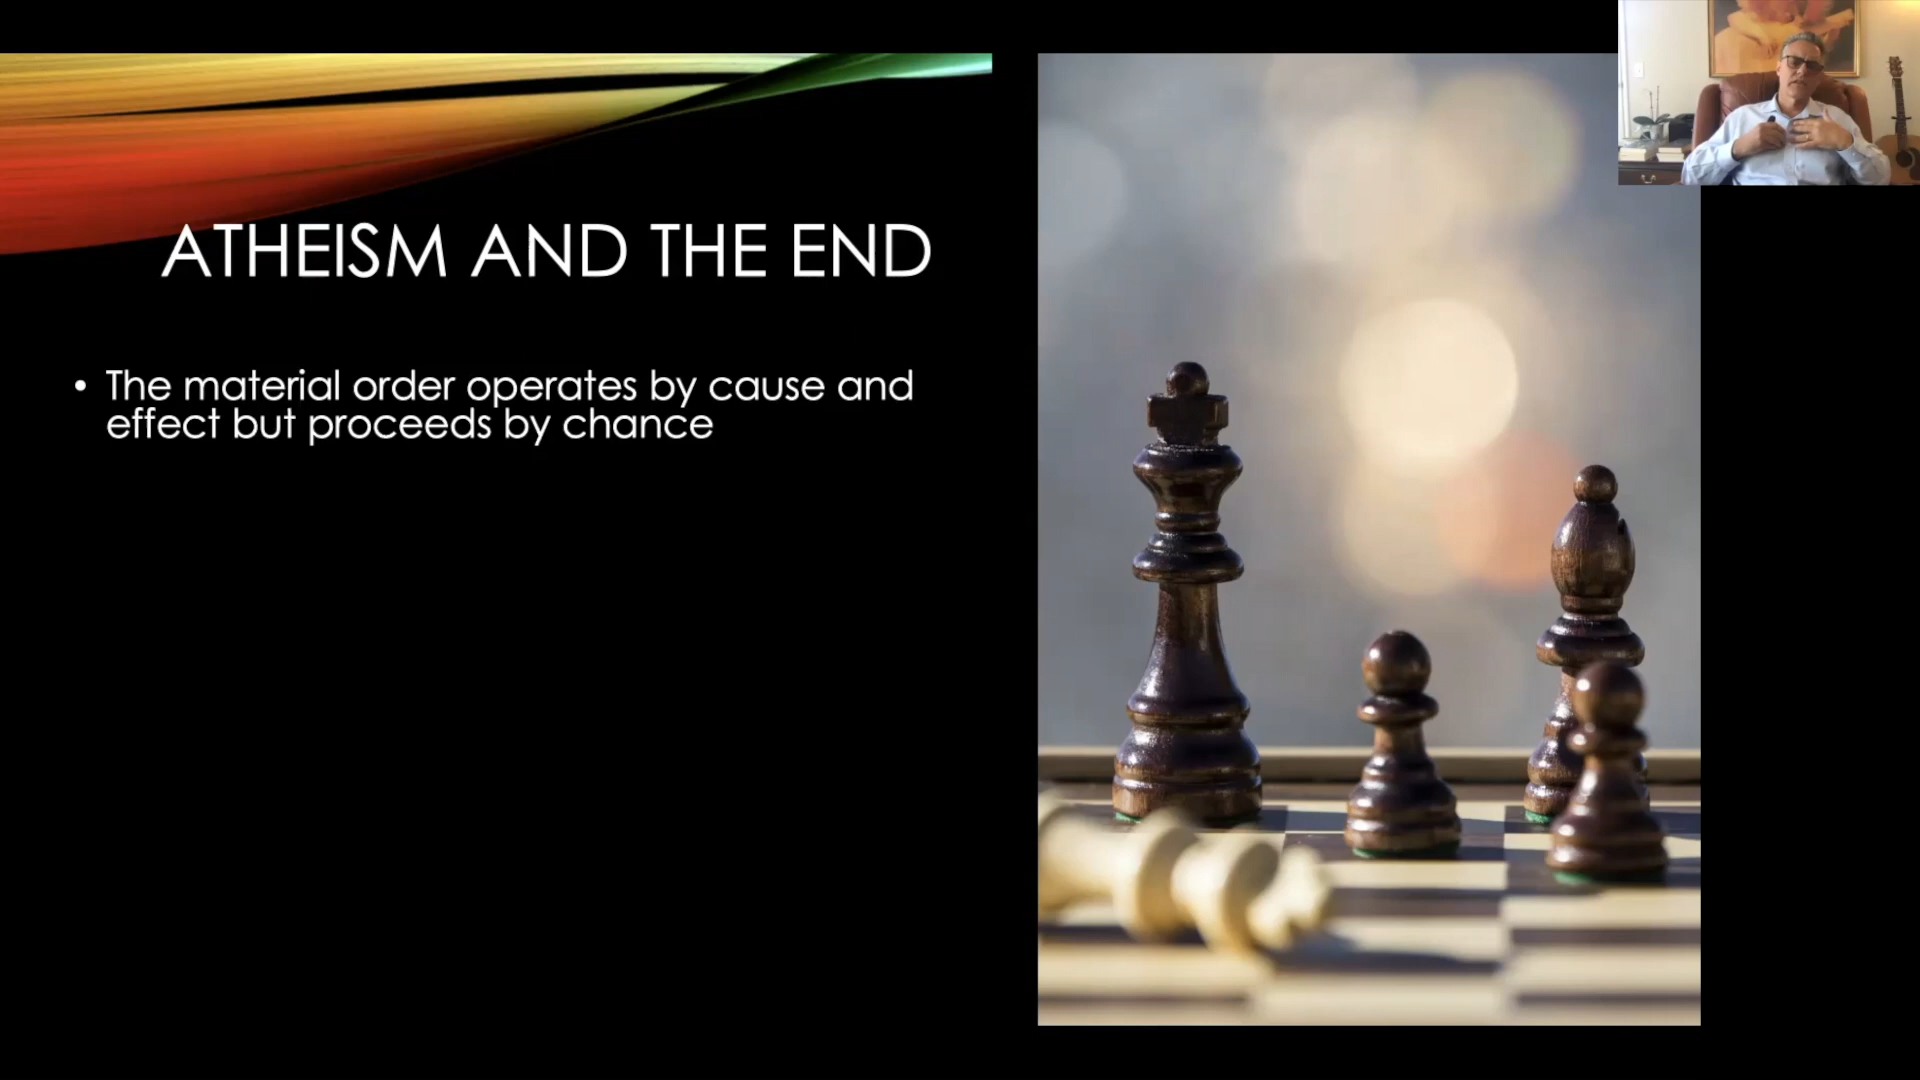 ATHEISM AND THE END
• The material order operates by cause and
effect but proceeds by chance